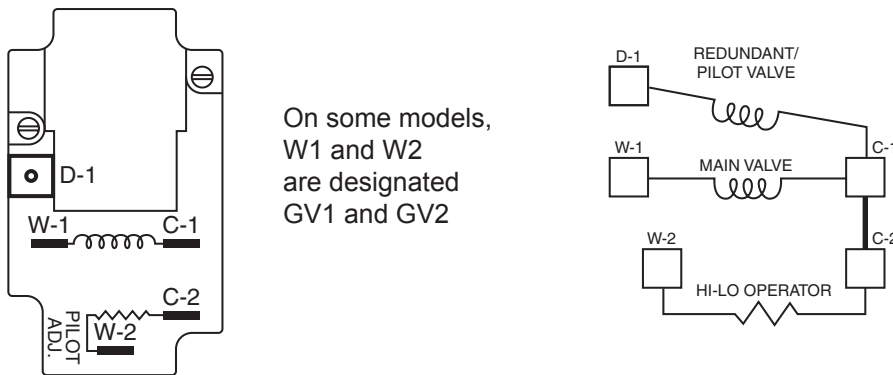 D-1
W-1
C-1
C-2
W-2
PILOT
ADJ.
On some models,
W1 and W2
are designated
GV1 and GV2
REDUNDANT/
PILOT VALVE
D-1
C-1
W-1
MAIN VALVE
W-2
C-2
HI-LO OPERATOR